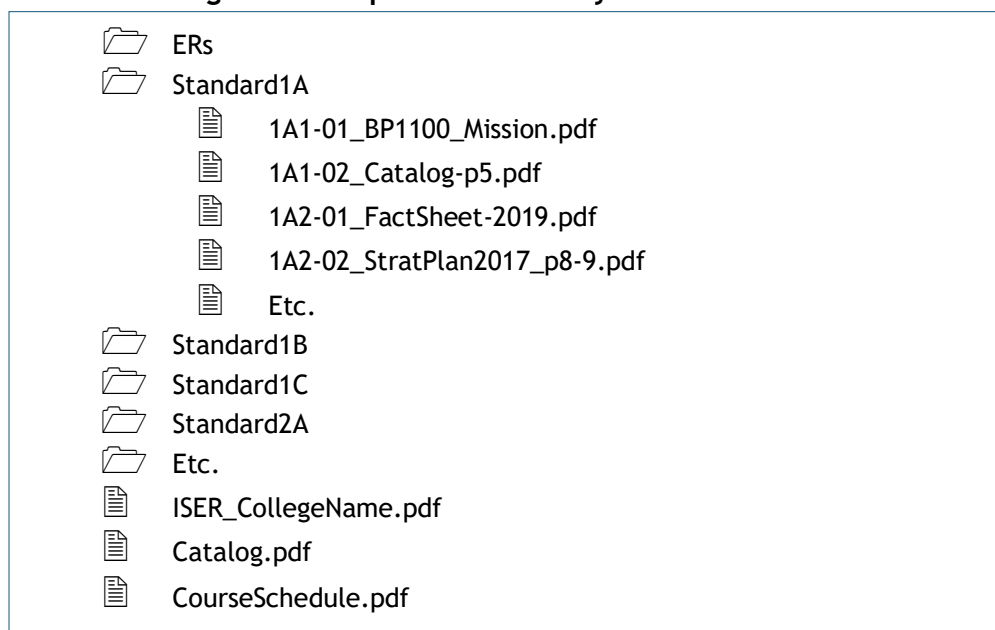 ERs
Standard1A
1A1-01_BP1100_Mission.pdf
1A1-02_Catalog-p5.pdf
1A2-01_FactSheet-2019.pdf
1A2-02_StratPlan2017_p8-9.pdf
Etc.
Standard1B
Standard1C
Standard2A
Etc.
ISER_CollegeName.pdf
Catalog.pdf
CourseSchedule.pdf